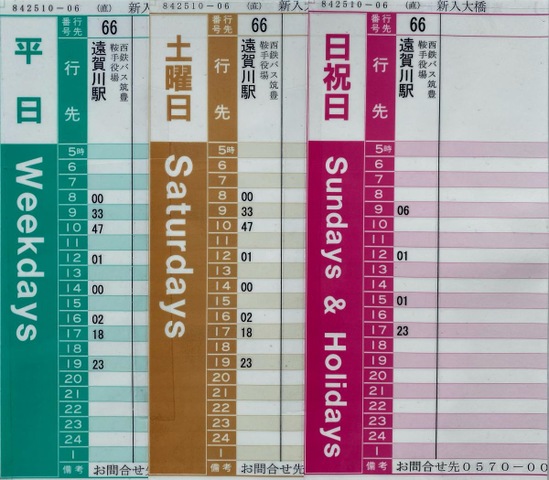 842510-06 (直) 新入
平日
行先番号 66
行先 遠賀川駅
西鉄バス筑豊
鞍手役場
Weekdays
5時
6
7
8 00
9 33
10 47
11
12 01
13
14 00
15
16 02
17 18
18
19 23
20
21
22
23
24
1
備考 お問合せ先
842510-06 (直) 新入大
土曜日
行先番号 66
行先 遠賀川駅
西鉄バス筑豊
鞍手役場
Saturdays
5時
6
7
8 00
9 33
10 47
11
12 01
13
14 00
15
16 02
17 18
18
19 23
20
21
22
23
24
1
備考 お問合せ
842510-06 (直) 新入大橋
日祝日
行先番号 66
行先 遠賀川駅
西鉄バス筑豊
鞍手役場
Sundays & Holidays
5時
6
7
8
9 06
10
11
12 01
13
14
15 01
16
17 23
18
19
20
21
22
23
24
1
備考 お問合せ先0570-00